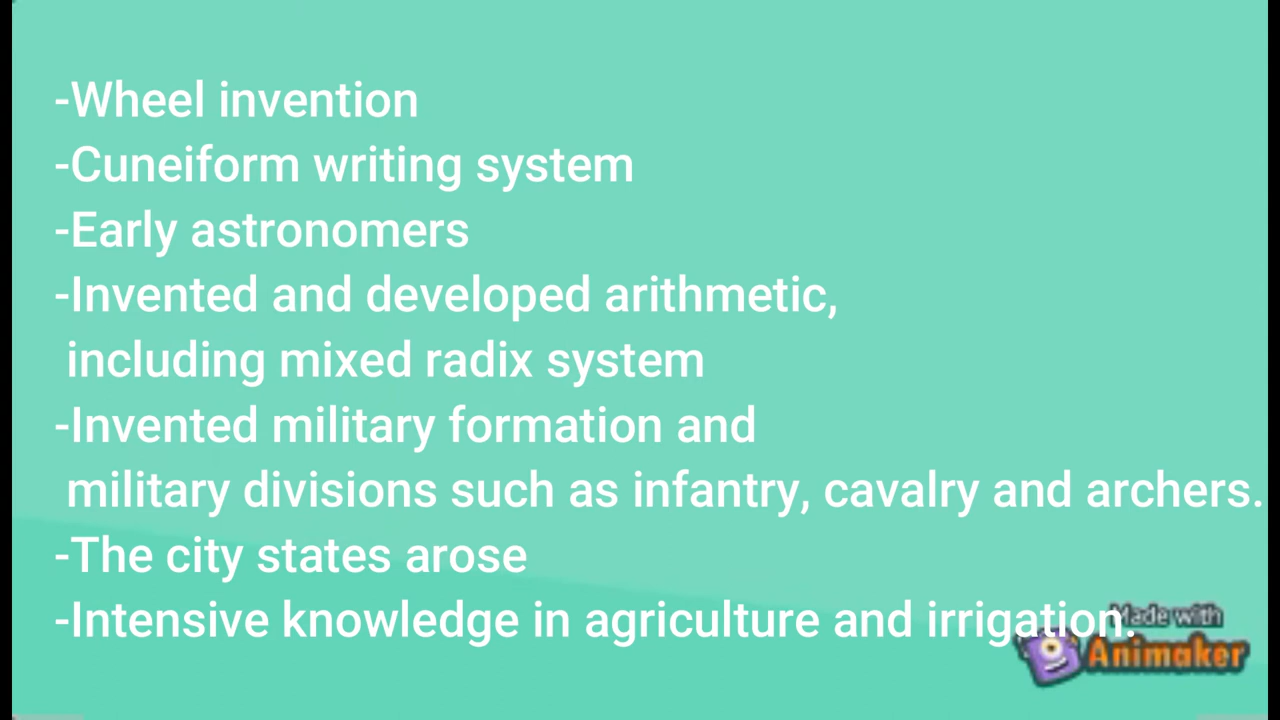 -Wheel invention
-Cuneiform writing system
-Early astronomers
-Invented and developed arithmetic,
including mixed radix system
-Invented military formation and
military divisions such as infantry, cavalry and archers.
-The city states arose
-Intensive knowledge in agriculture and irrigation.
Made with
Animaker